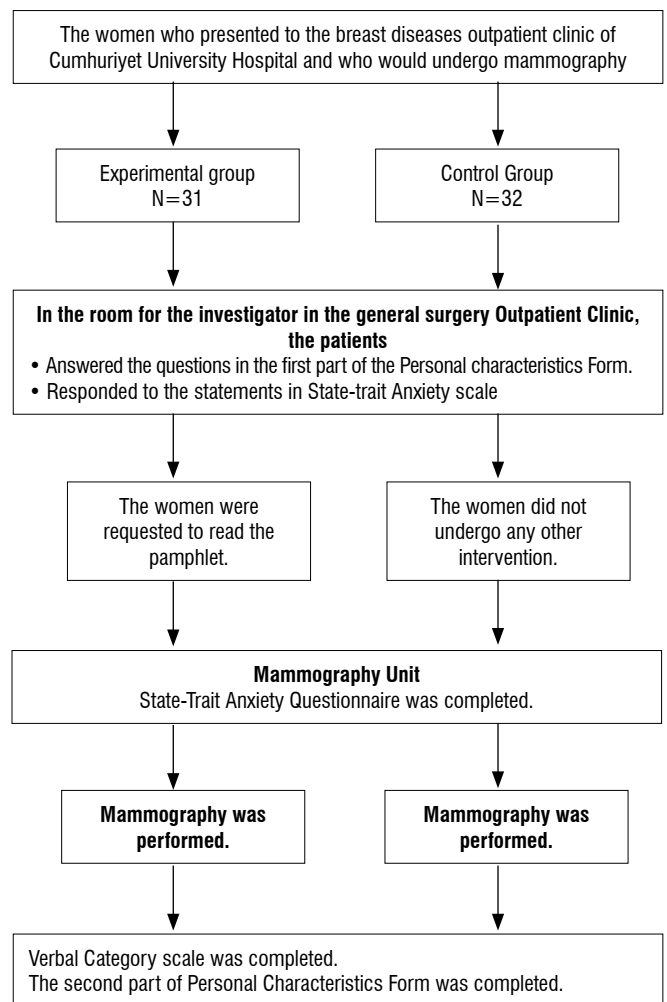 The women who presented to the breast diseases outpatient clinic of
Cumhuriyet University Hospital and who would undergo mammography
Experimental group
N=31
Control Group
N=32
In the room for the investigator in the general surgery Outpatient Clinic,
the patients
• Answered the questions in the first part of the Personal characteristics Form.
• Responded to the statements in State-trait Anxiety scale
The women were
requested to read the
pamphlet.
The women did not
undergo any other
intervention.
Mammography Unit
State-Trait Anxiety Questionnaire was completed.
Mammography was
performed.
Mammography was
performed.
Verbal Category scale was completed.
The second part of Personal Characteristics Form was completed.